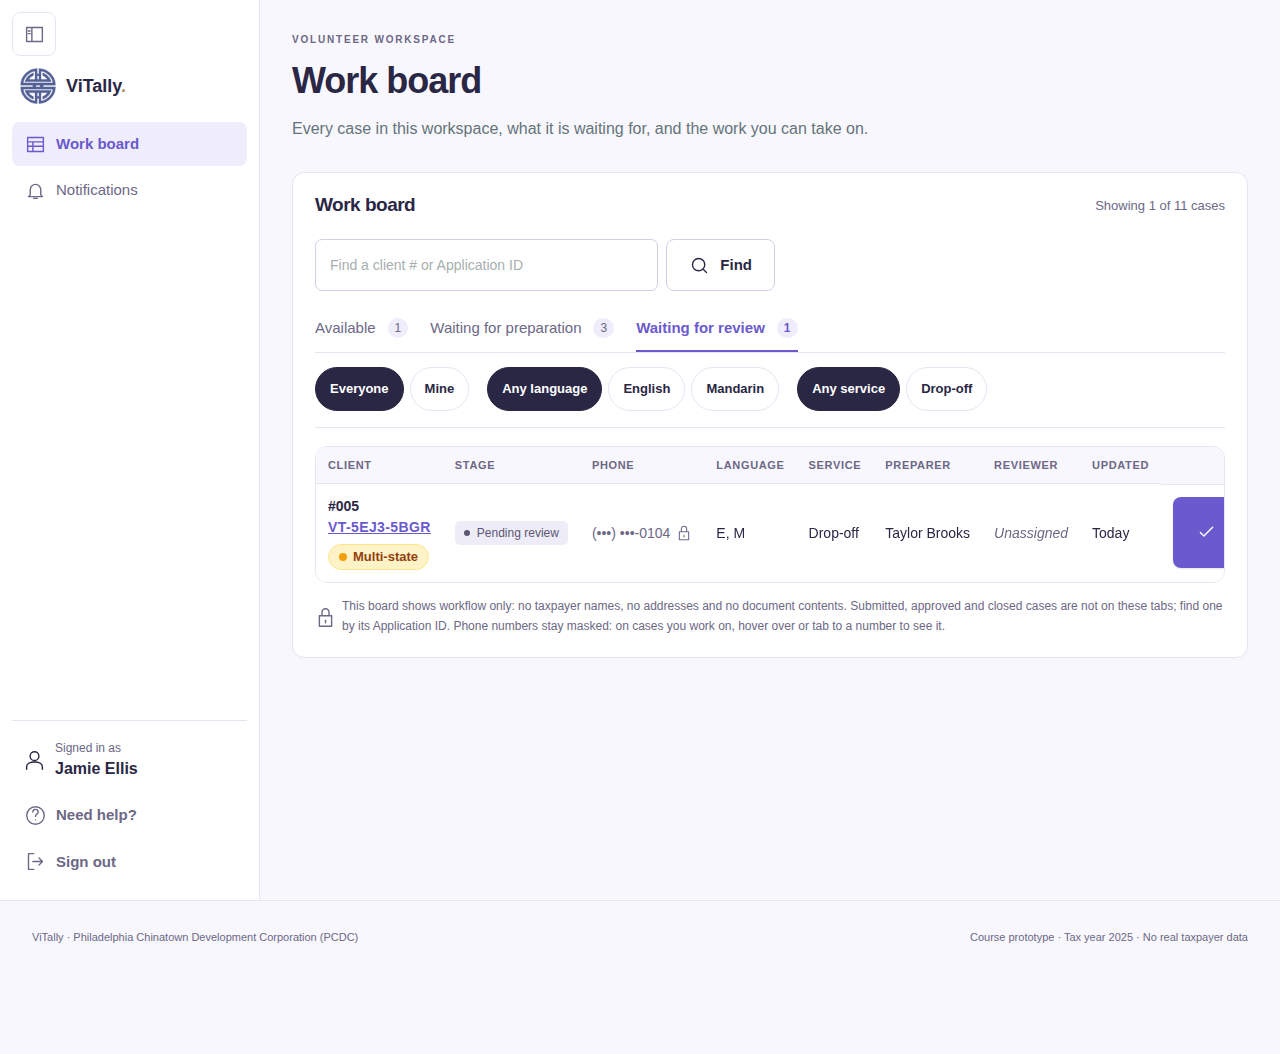 ViTally.
Work board
Notifications
Signed in as
Jamie Ellis
Need help?
Sign out
VOLUNTEER WORKSPACE
Work board
Every case in this workspace, what it is waiting for, and the work you can take on.
Work board
Showing 1 of 11 cases
Find a client # or Application ID
Find
Available 1 Waiting for preparation 3 Waiting for review 1
Everyone Mine Any language English Mandarin Any service Drop-off
CLIENT STAGE PHONE LANGUAGE SERVICE PREPARER REVIEWER UPDATED
#005
VT-5EJ3-5BGR
Multi-state
Pending review (•••) •••-0104 E, M Drop-off Taylor Brooks Unassigned Today
This board shows workflow only: no taxpayer names, no addresses and no document contents. Submitted, approved and closed cases are not on these tabs; find one
by its Application ID. Phone numbers stay masked: on cases you work on, hover over or tab to a number to see it.
ViTally · Philadelphia Chinatown Development Corporation (PCDC)
Course prototype · Tax year 2025 · No real taxpayer data